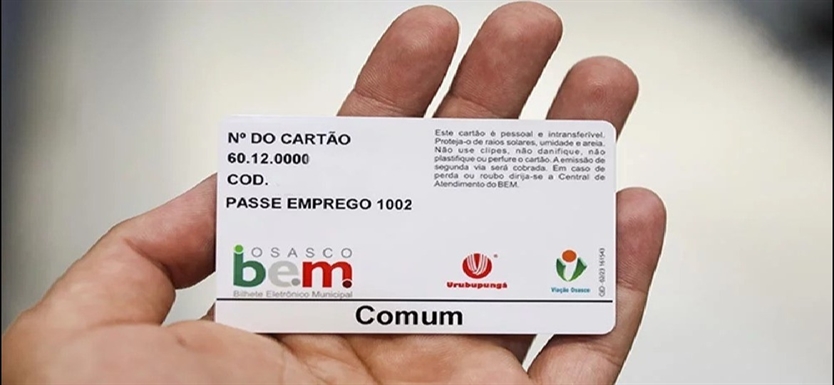 Nº DO CARTÃO
60.12.0000
COD.
PASSE EMPREGO 1002
Este cartão é pessoal e intransferível.
Proteja-o de raios solares, umidade e areia.
Não use clipes, não danifique, não
plastifique ou perfure o cartão. A emissão de
segunda via será cobrada. Em caso de
perda ou roubo dirija-se a Central de
Atendimento do BEM.
OSASCO
bem
Bilhete Eletrônico Municipal
Urubupungá
Viação Osasco
Comum